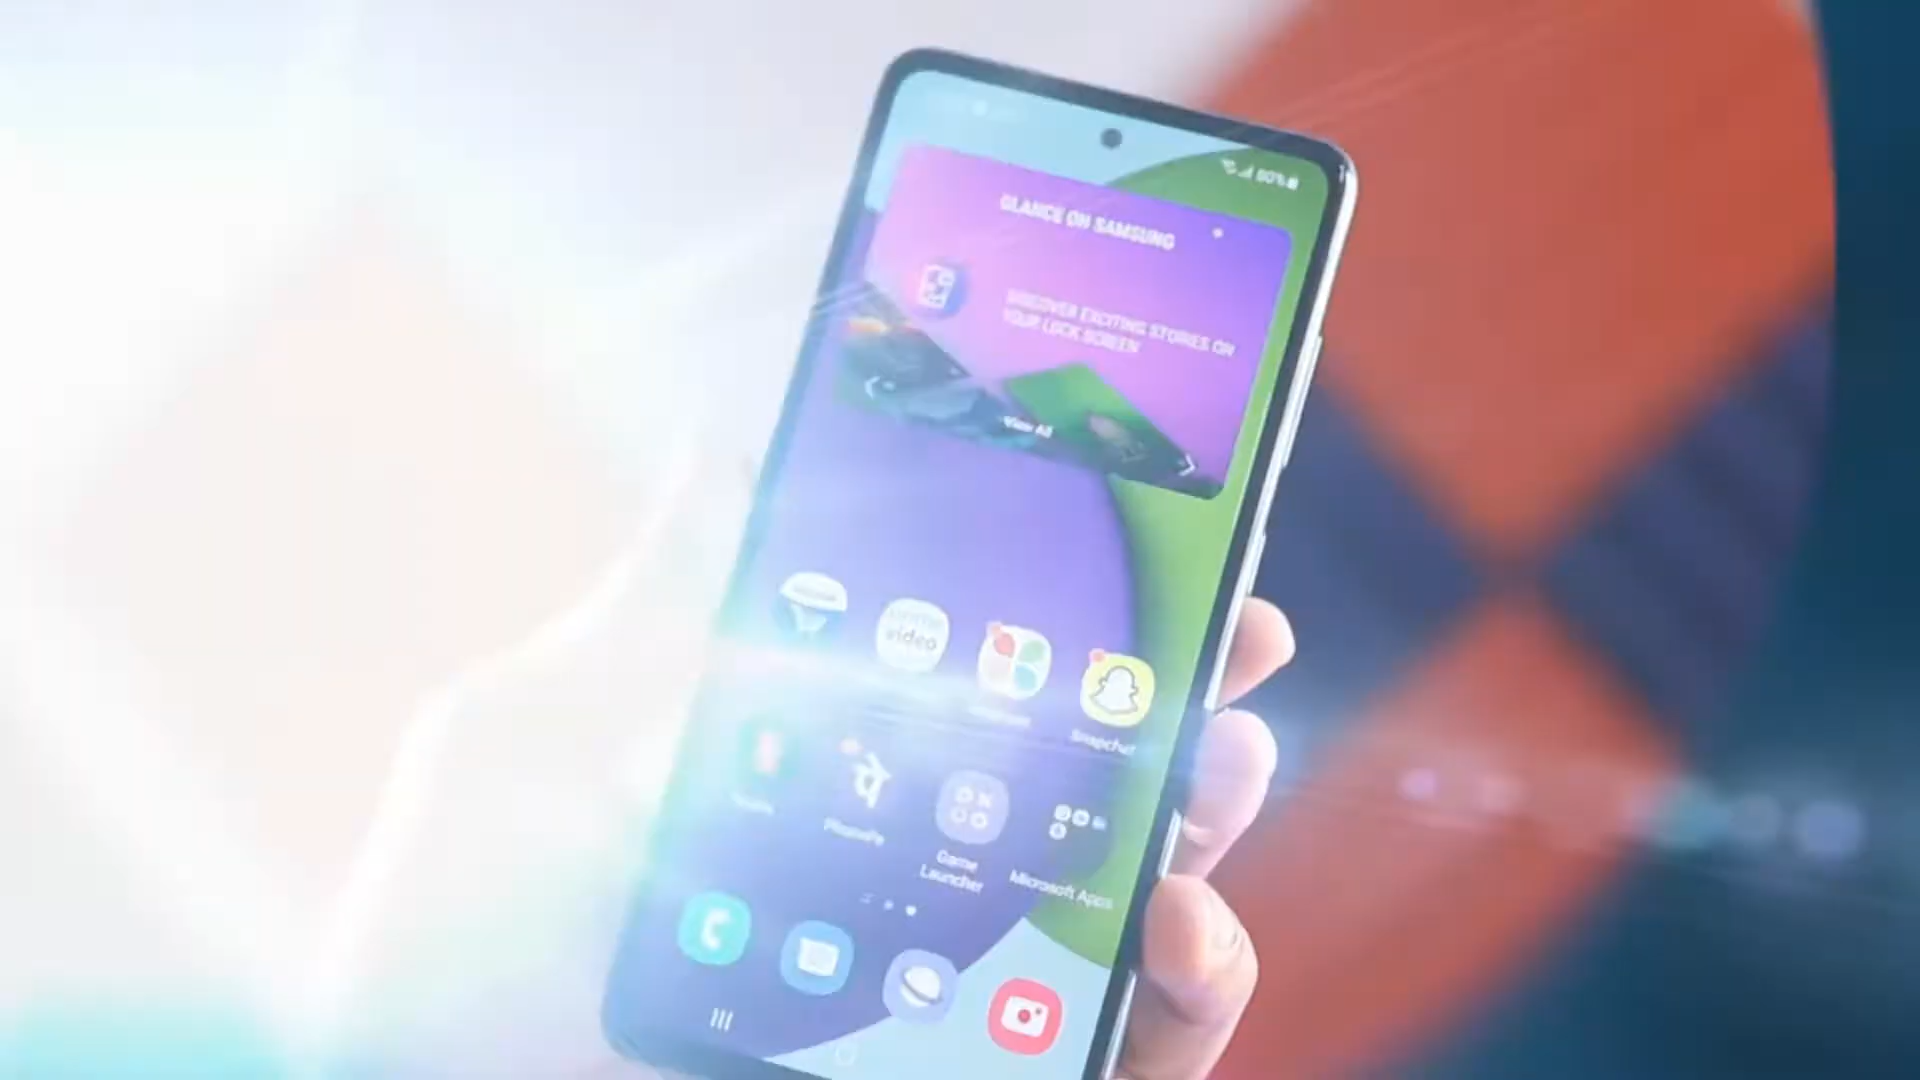 60%
GLANCE ON SAMSUNG
DISCOVER EXCITING STORIES ON
YOUR LOCK SCREEN
View All
video
Snapchat
पे
PhonePe
Game
Launcher
Microsoft Apps